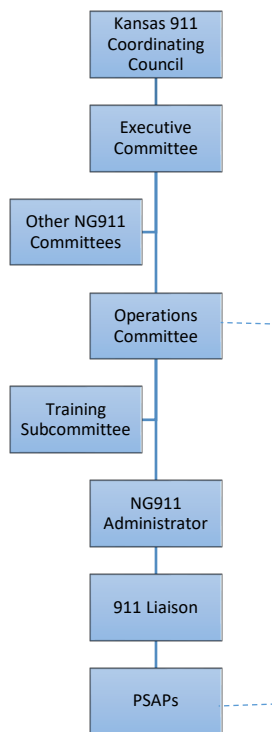 Kansas 911
Coordinating
Council
Executive
Committee
Other NG911
Committees
Operations
Committee
Training
Subcommittee
NG911
Administrator
911 Liaison
PSAPs